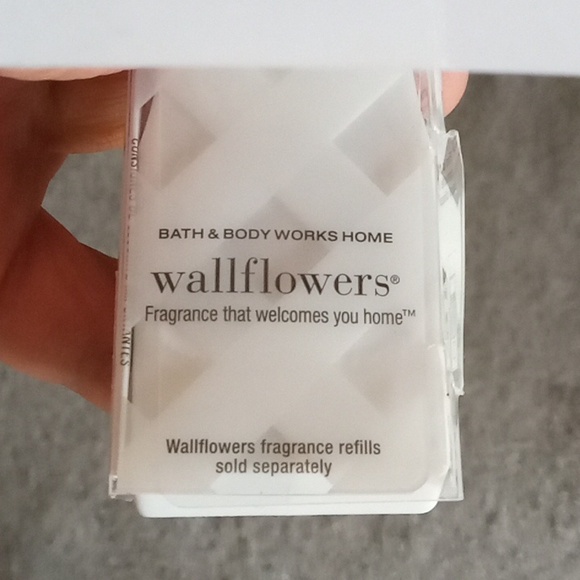 BATH & BODY WORKS HOME
wallflowers®
Fragrance that welcomes you home™
Wallflowers fragrance refills
sold separately